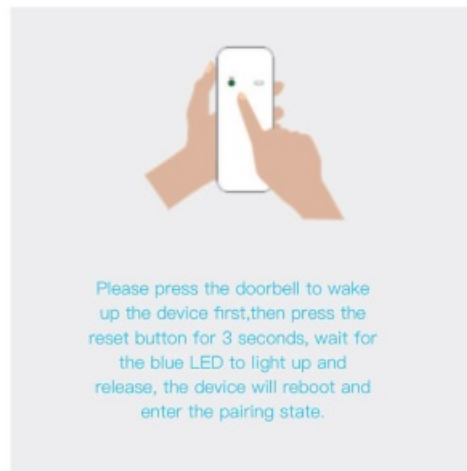 Please press the doorbell to wake
up the device first,then press the
reset button for 3 seconds, wait for
the blue LED to light up and
release, the device will reboot and
enter the pairing state.